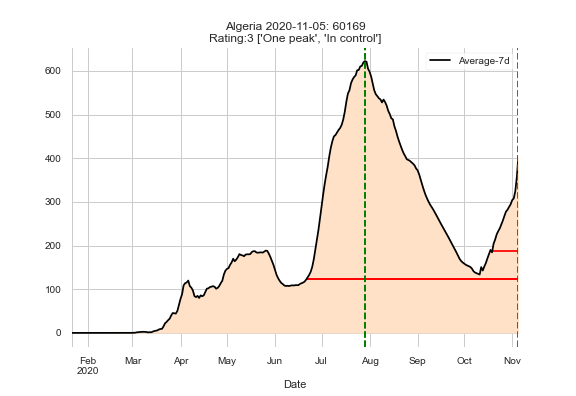 Algeria 2020-11-05: 60169
Rating:3 ['One peak', 'In control']
Average-7d
600
500
400
300
200
100
0
Feb Mar Apr May Jun Jul Aug Sep Oct Nov
2020
Date